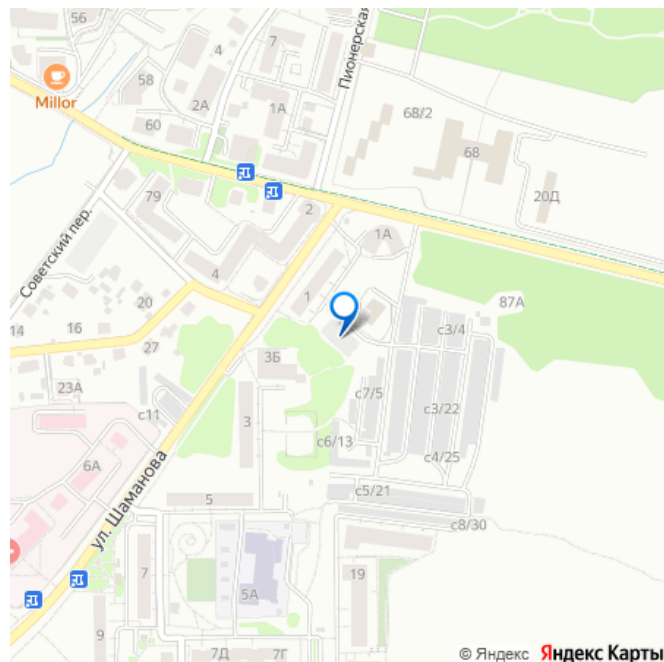 56
4
7
Пионерская
58
Millor
2А
1А
68/2
60
68
20Д
79
2
1А
Советский пер.
4
20
1
87А
с3/4
14
16
27
3Б
23А
с7/5
с11
с3/22
3
с6/13
6А
с4/25
ул. Шаманова
5
с5/21
с8/30
7
19
5А
9
7Д
7Г
© Яндекс Яндекс Карты